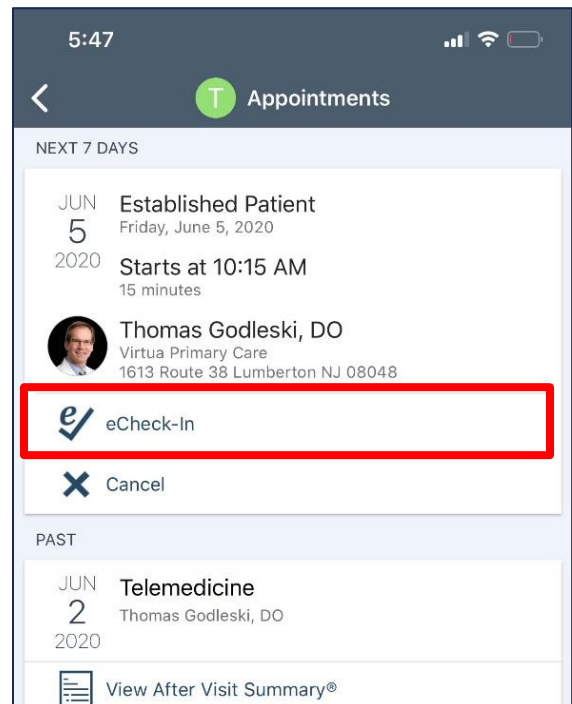 5:47
T Appointments
NEXT 7 DAYS
JUN
5
2020
Established Patient
Friday, June 5, 2020
Starts at 10:15 AM
15 minutes
Thomas Godleski, DO
Virtua Primary Care
1613 Route 38 Lumberton NJ 08048
e eCheck-In
Cancel
PAST
JUN
2
2020
Telemedicine
Thomas Godleski, DO
View After Visit Summary®